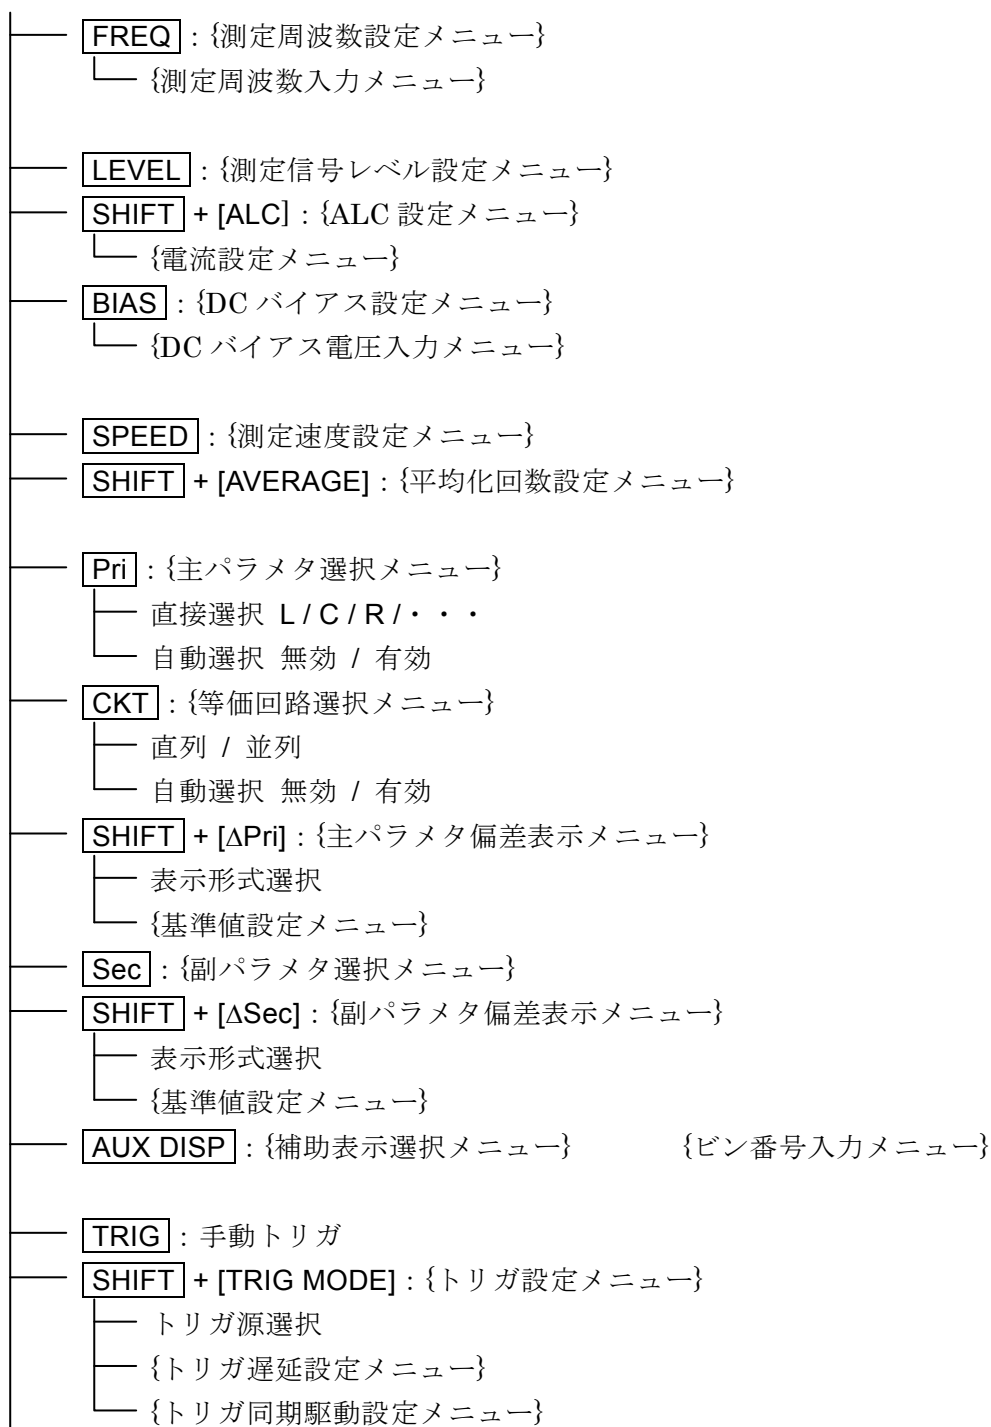 FREQ : {測定周波数設定メニュー}
{測定周波数入力メニュー}
LEVEL : {測定信号レベル設定メニュー}
SHIFT + [ALC] : {ALC 設定メニュー}
{電流設定メニュー}
BIAS : {DC バイアス設定メニュー}
{DC バイアス電圧入力メニュー}
SPEED : {測定速度設定メニュー}
SHIFT + [AVERAGE] : {平均化回数設定メニュー}
Pri : {主パラメタ選択メニュー}
直接選択 L / C / R /・・・
自動選択 無効 / 有効
CKT : {等価回路選択メニュー}
直列 / 並列
自動選択 無効 / 有効
SHIFT + [ΔPri] : {主パラメタ偏差表示メニュー}
表示形式選択
{基準値設定メニュー}
Sec : {副パラメタ選択メニュー}
SHIFT + [ΔSec] : {副パラメタ偏差表示メニュー}
表示形式選択
{基準値設定メニュー}
AUX DISP : {補助表示選択メニュー} {ビン番号入力メニュー}
TRIG : 手動トリガ
SHIFT + [TRIG MODE] : {トリガ設定メニュー}
トリガ源選択
{トリガ遅延設定メニュー}
{トリガ同期駆動設定メニュー}